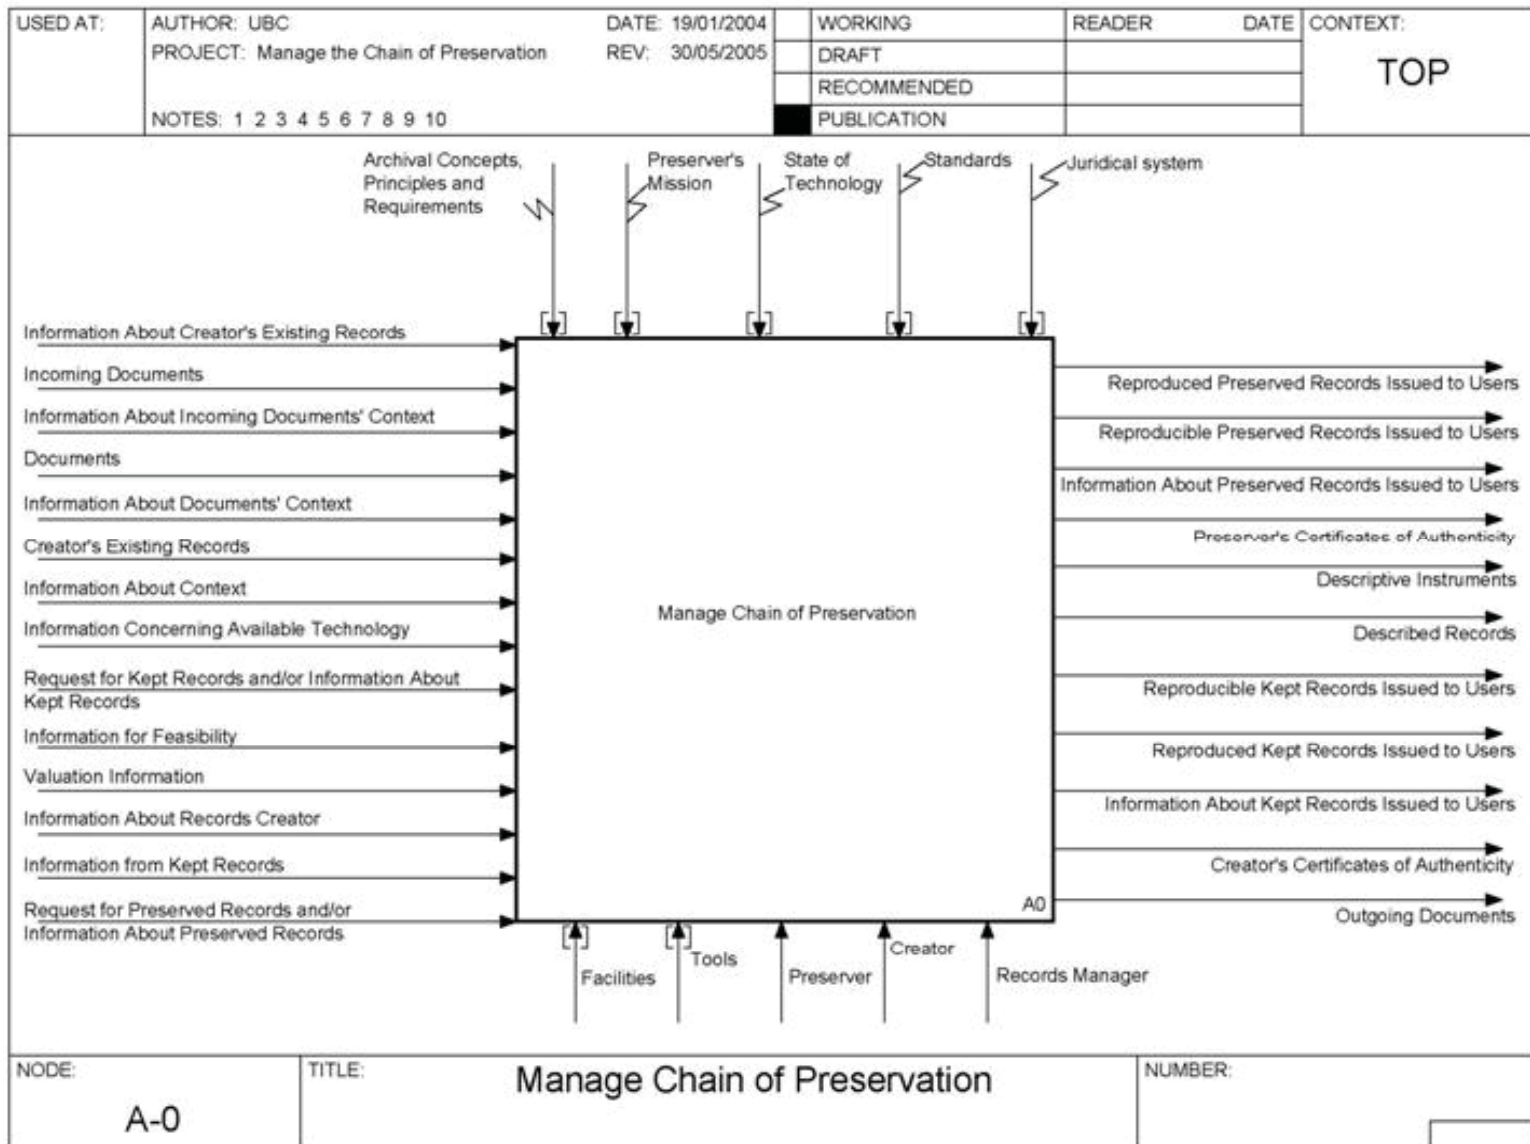 USED AT:
AUTHOR: UBC
DATE: 19/01/2004
PROJECT: Manage the Chain of Preservation
REV: 30/05/2005
NOTES: 1 2 3 4 5 6 7 8 9 10
WORKING
DRAFT
RECOMMENDED
PUBLICATION
READER
DATE
CONTEXT:
TOP
Archival Concepts,
Principles and
Requirements
Preserver's
Mission
State of
Technology
Standards
Juridical system
Information About Creator's Existing Records
Incoming Documents
Information About Incoming Documents' Context
Documents
Information About Documents' Context
Creator's Existing Records
Information About Context
Information Concerning Available Technology
Request for Kept Records and/or Information About
Kept Records
Information for Feasibility
Valuation Information
Information About Records Creator
Information from Kept Records
Request for Preserved Records and/or
Information About Preserved Records
Manage Chain of Preservation
A0
Reproduced Preserved Records Issued to Users
Reproducible Preserved Records Issued to Users
Information About Preserved Records Issued to Users
Preserver's Certificates of Authenticity
Descriptive Instruments
Described Records
Reproducible Kept Records Issued to Users
Reproduced Kept Records Issued to Users
Information About Kept Records Issued to Users
Creator's Certificates of Authenticity
Outgoing Documents
Facilities
Tools
Preserver
Creator
Records Manager
NODE:
A-0
TITLE:
Manage Chain of Preservation
NUMBER: